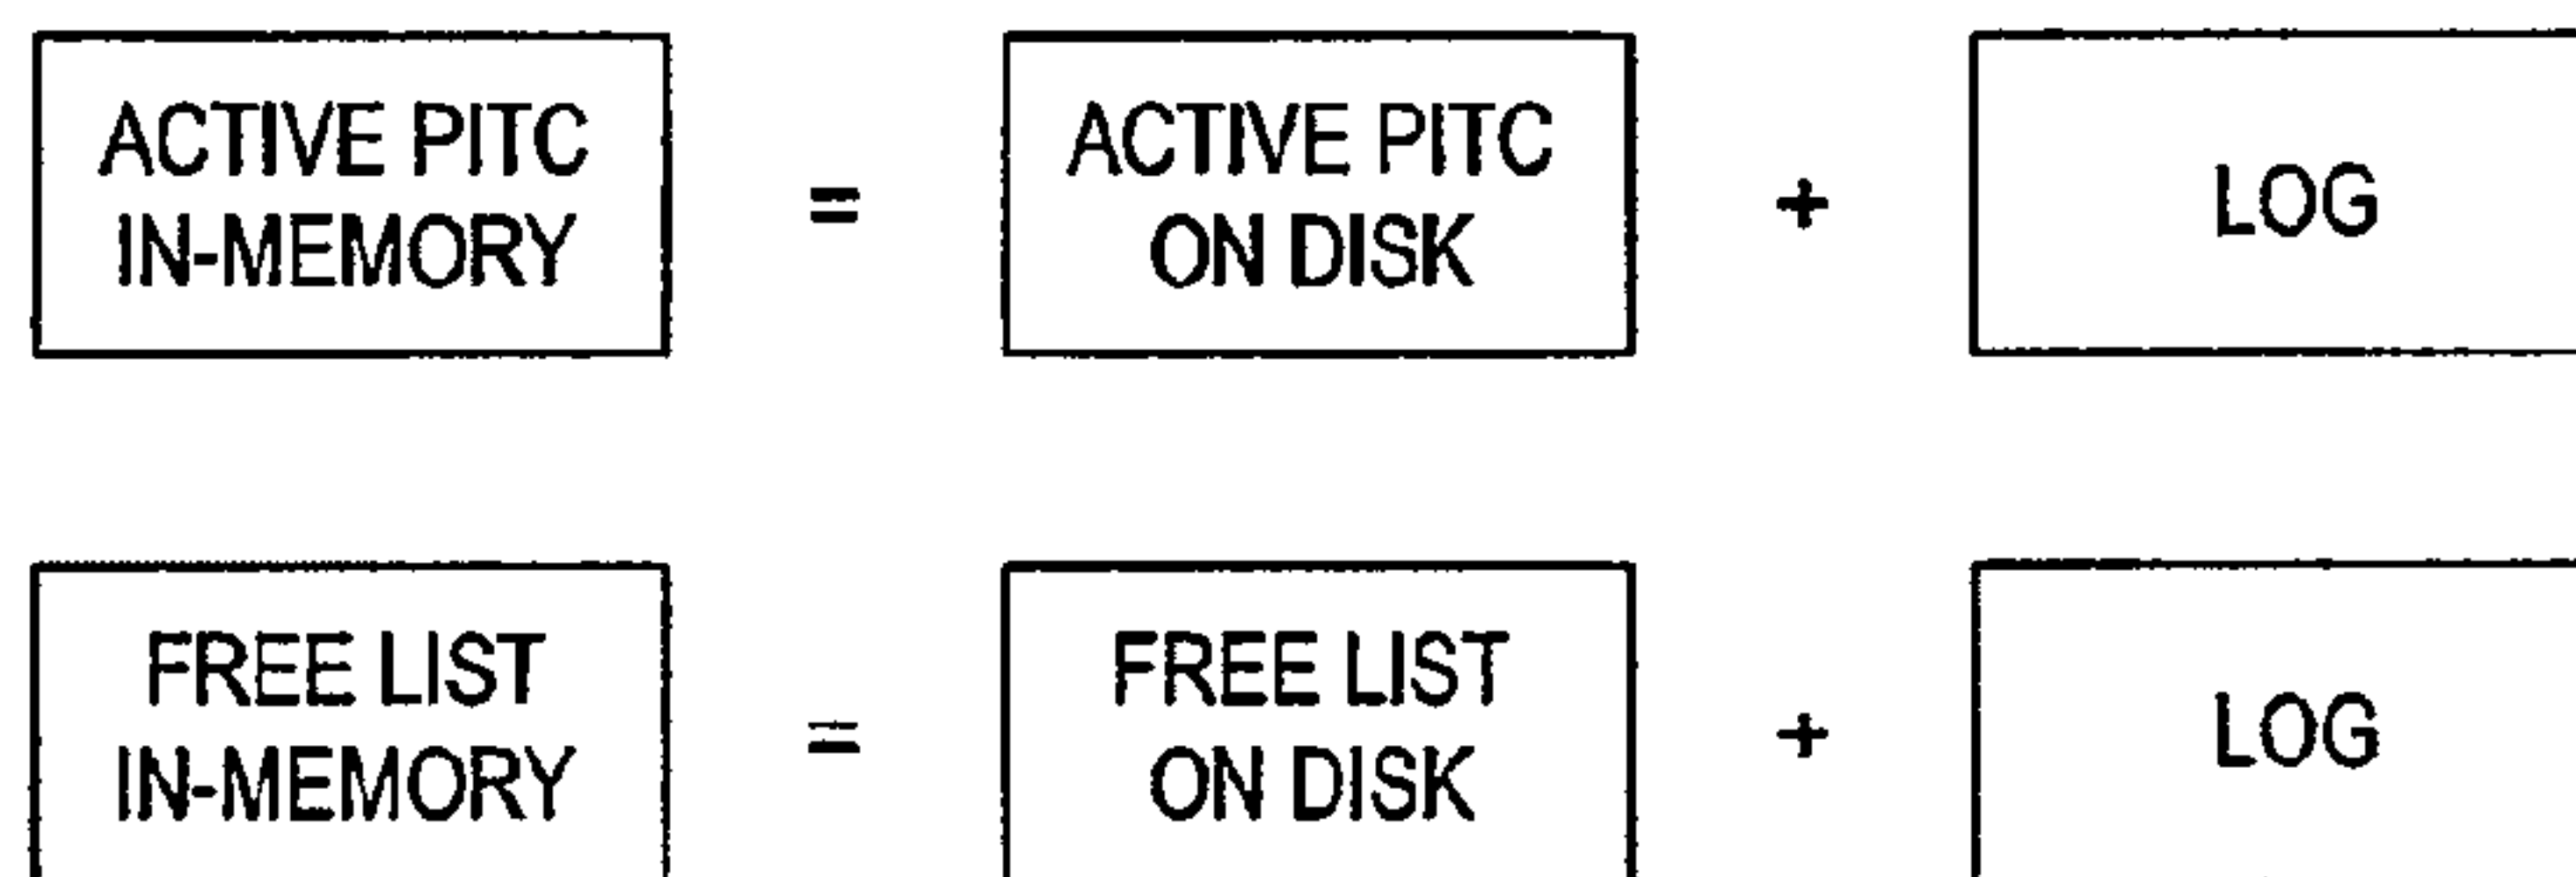 ACTIVE PITC
IN-MEMORY
=
ACTIVE PITC
ON DISK
+
LOG
FREE LIST
IN-MEMORY
=
FREE LIST
ON DISK
+
LOG